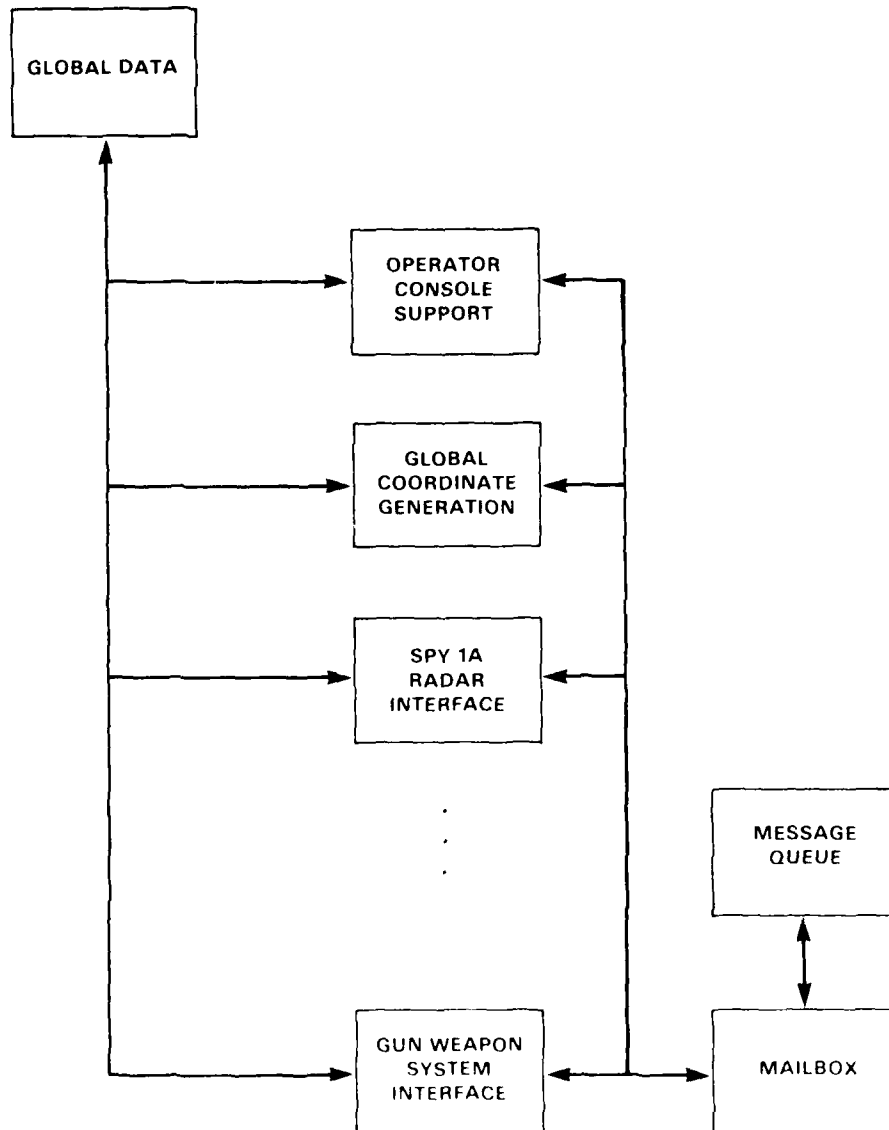 GLOBAL DATA
OPERATOR
CONSOLE
SUPPORT
GLOBAL
COORDINATE
GENERATION
SPY 1A
RADAR
INTERFACE
.
.
.
MESSAGE
QUEUE
GUN WEAPON
SYSTEM
INTERFACE
MAILBOX